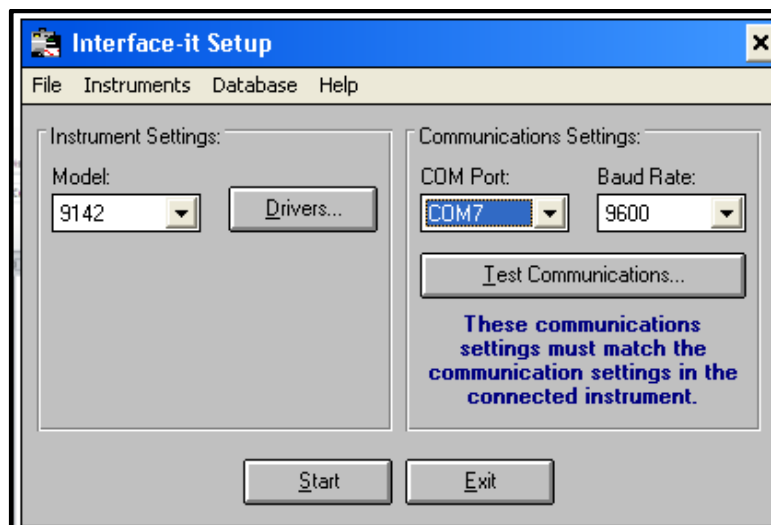 Interface-it Setup
File Instruments Database Help
Instrument Settings:
Model:
9142
Drivers...
Communications Settings:
COM Port:
Baud Rate:
COM7
9600
Test Communications...
These communications
settings must match the
communication settings in the
connected instrument.
Start
Exit